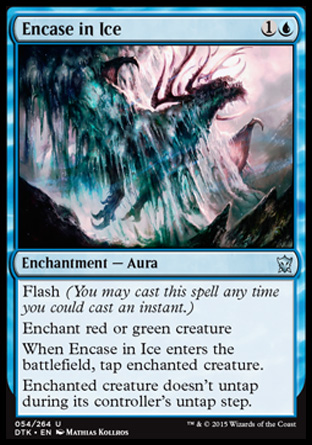 Encase in Ice 1
Enchantment — Aura
Flash (You may cast this spell any time
you could cast an instant.)
Enchant red or green creature
When Encase in Ice enters the
battlefield, tap enchanted creature.
Enchanted creature doesn't untap
during its controller's untap step.
054/264 U
DTK • EN Mathias Kollros
™ & © 2015 Wizards of the Coast